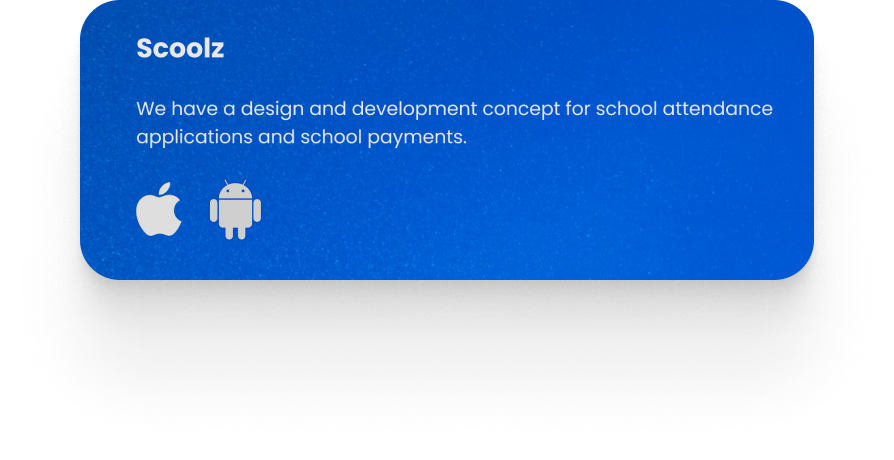 Scoolz
We have a design and development concept for school attendance
applications and school payments.